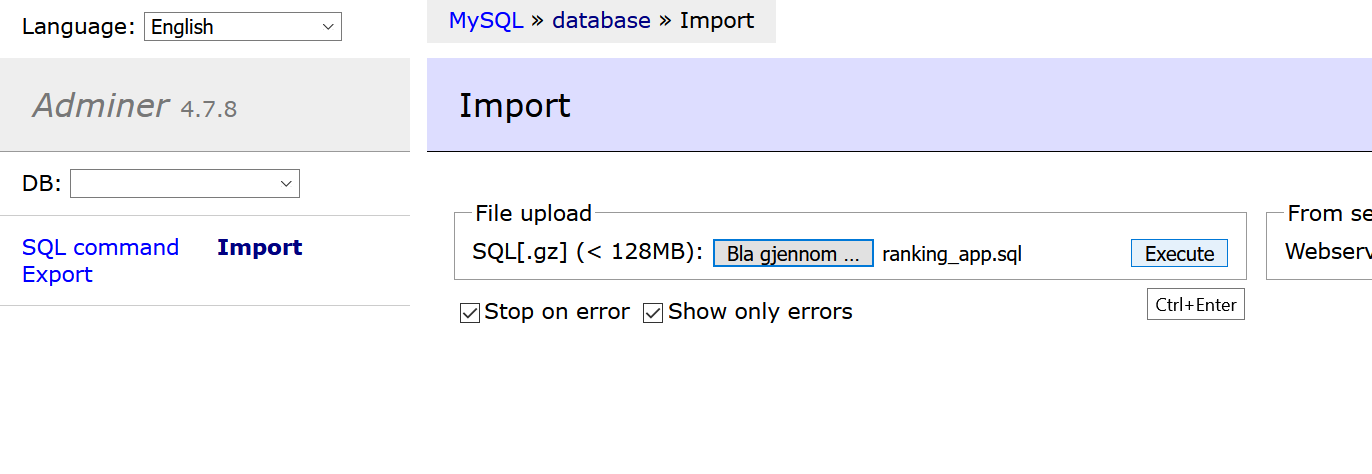 Language: English
MySQL » database » Import
Adminer 4.7.8
Import
DB:
SQL command Import
Export
File upload
SQL[.gz] (< 128MB): Bla gjennom ... ranking_app.sql Execute
Ctrl+Enter
Stop on error Show only errors
From se
Webserv